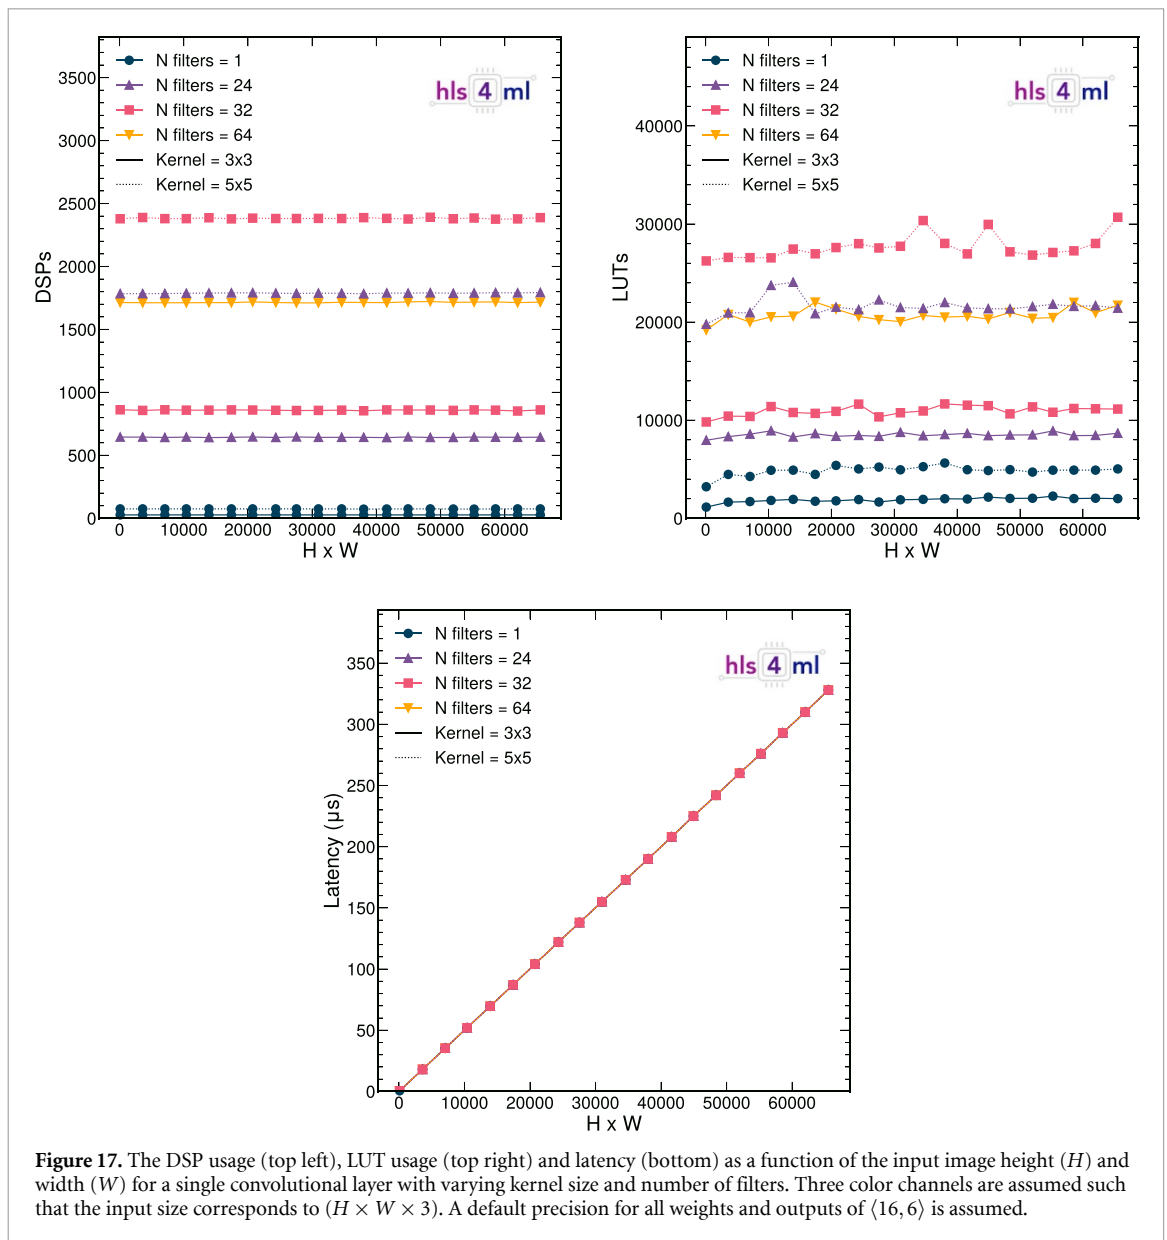 N filters = 1
N filters = 24
N filters = 32
N filters = 64
Kernel = 3x3
Kernel = 5x5
hls 4 ml
3500
3000
2500
2000
1500
1000
500
0
DSPs
0 10000 20000 30000 40000 50000 60000
H x W
N filters = 1
N filters = 24
N filters = 32
N filters = 64
Kernel = 3x3
Kernel = 5x5
hls 4 ml
40000
30000
20000
10000
0
LUTs
0 10000 20000 30000 40000 50000 60000
H x W
N filters = 1
N filters = 24
N filters = 32
N filters = 64
Kernel = 3x3
Kernel = 5x5
hls 4 ml
350
300
250
200
150
100
50
0
Latency (μs)
0 10000 20000 30000 40000 50000 60000
H x W
Figure 17. The DSP usage (top left), LUT usage (top right) and latency (bottom) as a function of the input image height (H) and
width (W) for a single convolutional layer with varying kernel size and number of filters. Three color channels are assumed such
that the input size corresponds to (H × W × 3). A default precision for all weights and outputs of ⟨16, 6⟩ is assumed.